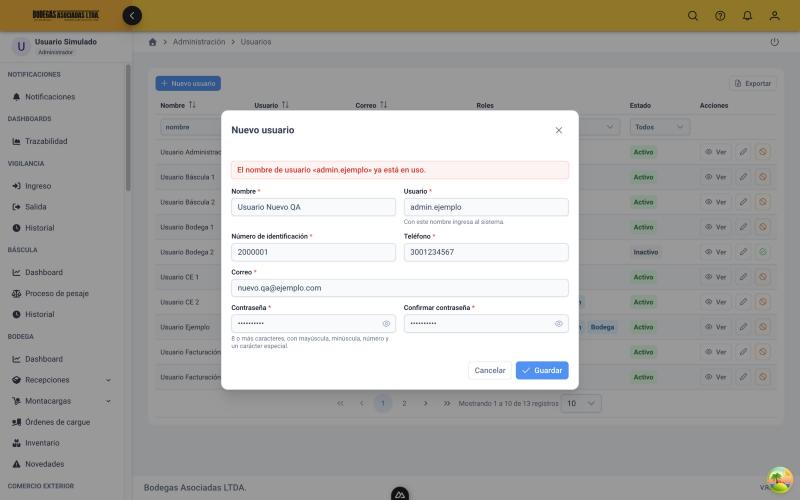 BODEGAS ASOCIADAS LTDA.
U
Usuario Simulado
Administrador
Administración
Usuarios
NOTIFICACIONES
Notificaciones
DASHBOARDS
Trazabilidad
VIGILANCIA
Ingreso
Salida
Historial
BÁSCULA
Dashboard
Proceso de pesaje
Historial
BODEGA
Dashboard
Recepciones
Montacargas
Órdenes de cargue
Inventario
Novedades
COMERCIO EXTERIOR
+ Nuevo usuario
Exportar
Nombre Usuario Correo Roles Estado Acciones
nombre Todos
Usuario Administrac Activo Ver
Usuario Báscula 1 Activo Ver
Usuario Báscula 2 Activo Ver
Usuario Bodega 1 Activo Ver
Usuario Bodega 2 Inactivo Ver
Usuario CE 1 Activo Ver
Usuario CE 2 Activo Ver
Usuario Ejemplo Bodega Activo Ver
Usuario Facturación Activo Ver
Usuario Facturación Activo Ver
Nuevo usuario
El nombre de usuario «admin.ejemplo» ya está en uso.
Nombre * Usuario *
Usuario Nuevo QA admin.ejemplo
Con este nombre ingresa al sistema.
Número de identificación * Teléfono *
2000001 3001234567
Correo *
nuevo.qa@ejemplo.com
Contraseña * Confirmar contraseña *
•••••••••• ••••••••••
8 o más caracteres, con mayúscula, minúscula, número y
un carácter especial.
Cancelar Guardar
« ‹ 1 2 › » Mostrando 1 a 10 de 13 registros 10
Bodegas Asociadas LTDA.